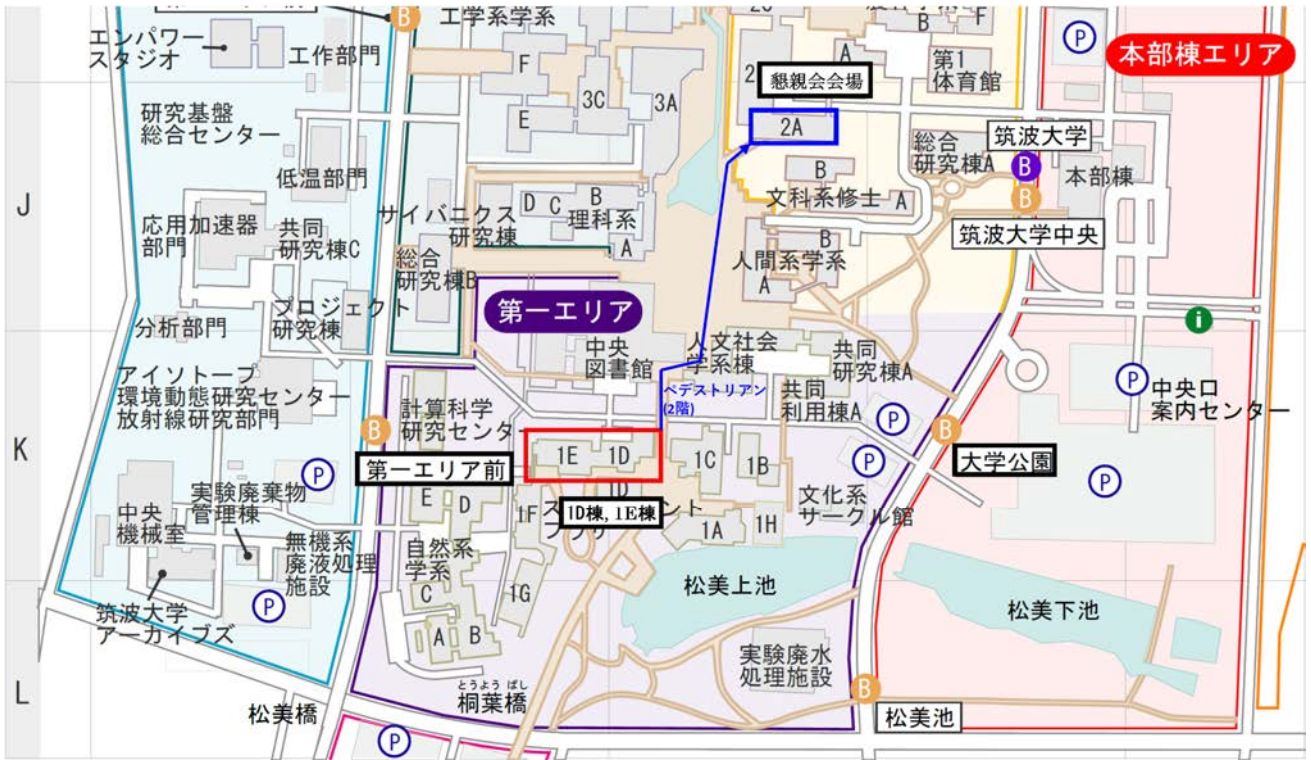 工学系学系
エンパワー
スタジオ
工作部門
B
F
3C
E
3A
2C
B
F
A
第1
体育館
P
本部棟エリア
懇親会会場
2
2A
研究基盤
総合センター
低温部門
総合
研究棟A
筑波大学
B
本部棟
B
筑波大学中央
J
応用加速器
部門
共同
研究棟C
サイバニクス
研究棟
D
C
B
理科系
A
B
文科系修士
A
総合
研究棟B
B
人間系学系
A
第一エリア
プロジェクト
研究棟
分析部門
i
中央
図書館
人文社会
学系棟
共同
研究棟A
共同
利用棟A
ペデストリアン
(2階)
アイソトープ
環境動態研究センター
放射線研究部門
計算科学
研究センター
P
P
中央口
案内センター
K
B
第一エリア前
1E
1D
1C
1B
P
B
大学公園
P
P
実験廃棄物
管理棟
中央
機械室
E
D
1F
1D
1D棟, 1E棟
1A
1H
文化系
サークル館
無機系
廃液処理
施設
自然系
学系
C
A
B
1G
P
筑波大学
アーカイブズ
松美上池
松美下池
実験廃水
処理施設
L
とうよう ばし
桐葉橋
松美橋
B
松美池
P